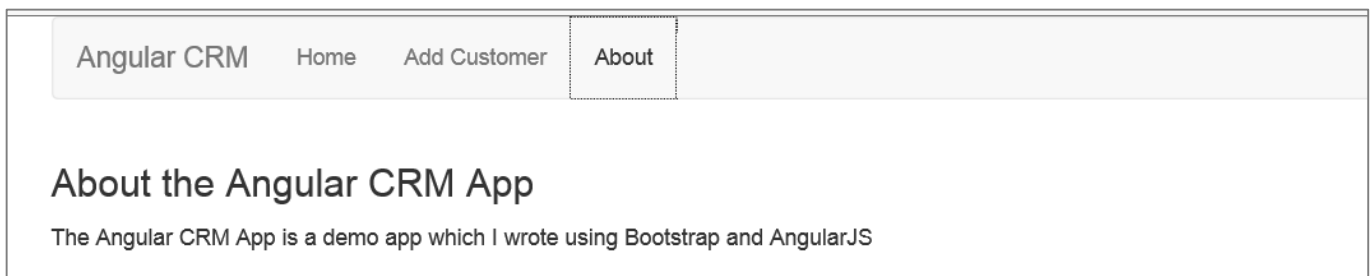 Angular CRM Home Add Customer About
About the Angular CRM App
The Angular CRM App is a demo app which I wrote using Bootstrap and AngularJS